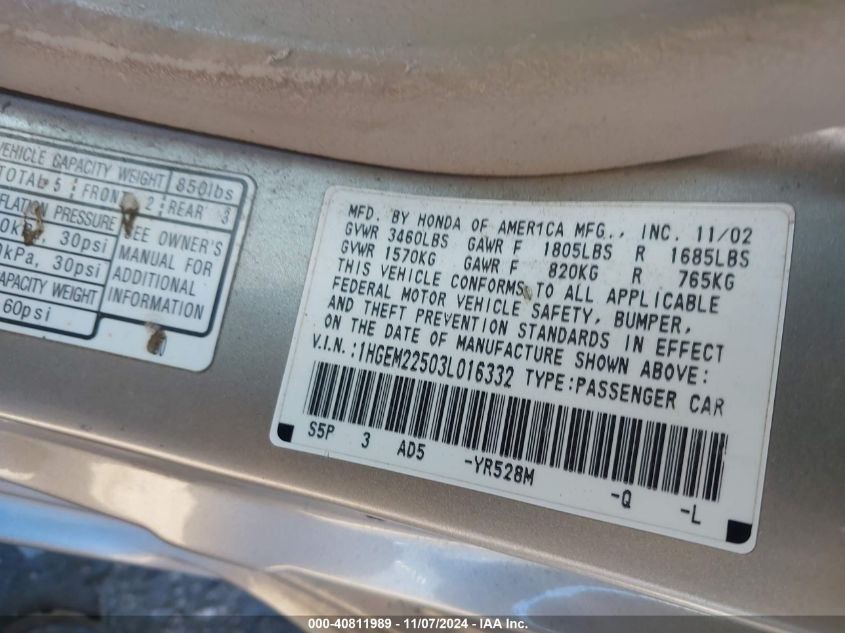 VEHICLE CAPACITY WEIGHT 850lbs
TOTAL 5 : FRONT 2 : REAR 3
PRESSURE
30psi SEE OWNER'S
kPa, 30psi MANUAL FOR
CAPACITY WEIGHT ADDITIONAL
60psi INFORMATION
MFD. BY HONDA OF AMERICA MFG., INC. 11/02
GVWR 3460LBS GAWR F 1805LBS R 1685LBS
GVWR 1570KG GAWR F 820KG R 765KG
THIS VEHICLE CONFORMS TO ALL APPLICABLE
FEDERAL MOTOR VEHICLE SAFETY, BUMPER,
AND THEFT PREVENTION STANDARDS IN EFFECT
ON THE DATE OF MANUFACTURE SHOWN ABOVE:
V.I.N.:1HGEM22503L016332 TYPE:PASSENGER CAR
S5P 3 AD5 -YR528M -Q -L
000-40811989 - 11/07/2024 - IAA Inc.